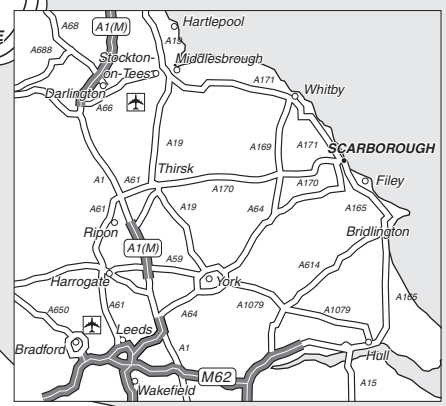 A68
A1(M)
Hartlepool
A19
E
A688
Stockton-
on-Tees
Middlesbrough
A171
Darlington
A66
Whitby
A19
A169
A171
SCARBOROUGH
Thirsk
A1
A61
A170
A170
Filey
A61
A19
A64
A165
Ripon
Bridlington
A1(M)
A59
A614
Harrogate
York
A165
A650
A61
A64
A1079
A1079
Leeds
Bradford
A1
Hull
M62
A15
Wakefield